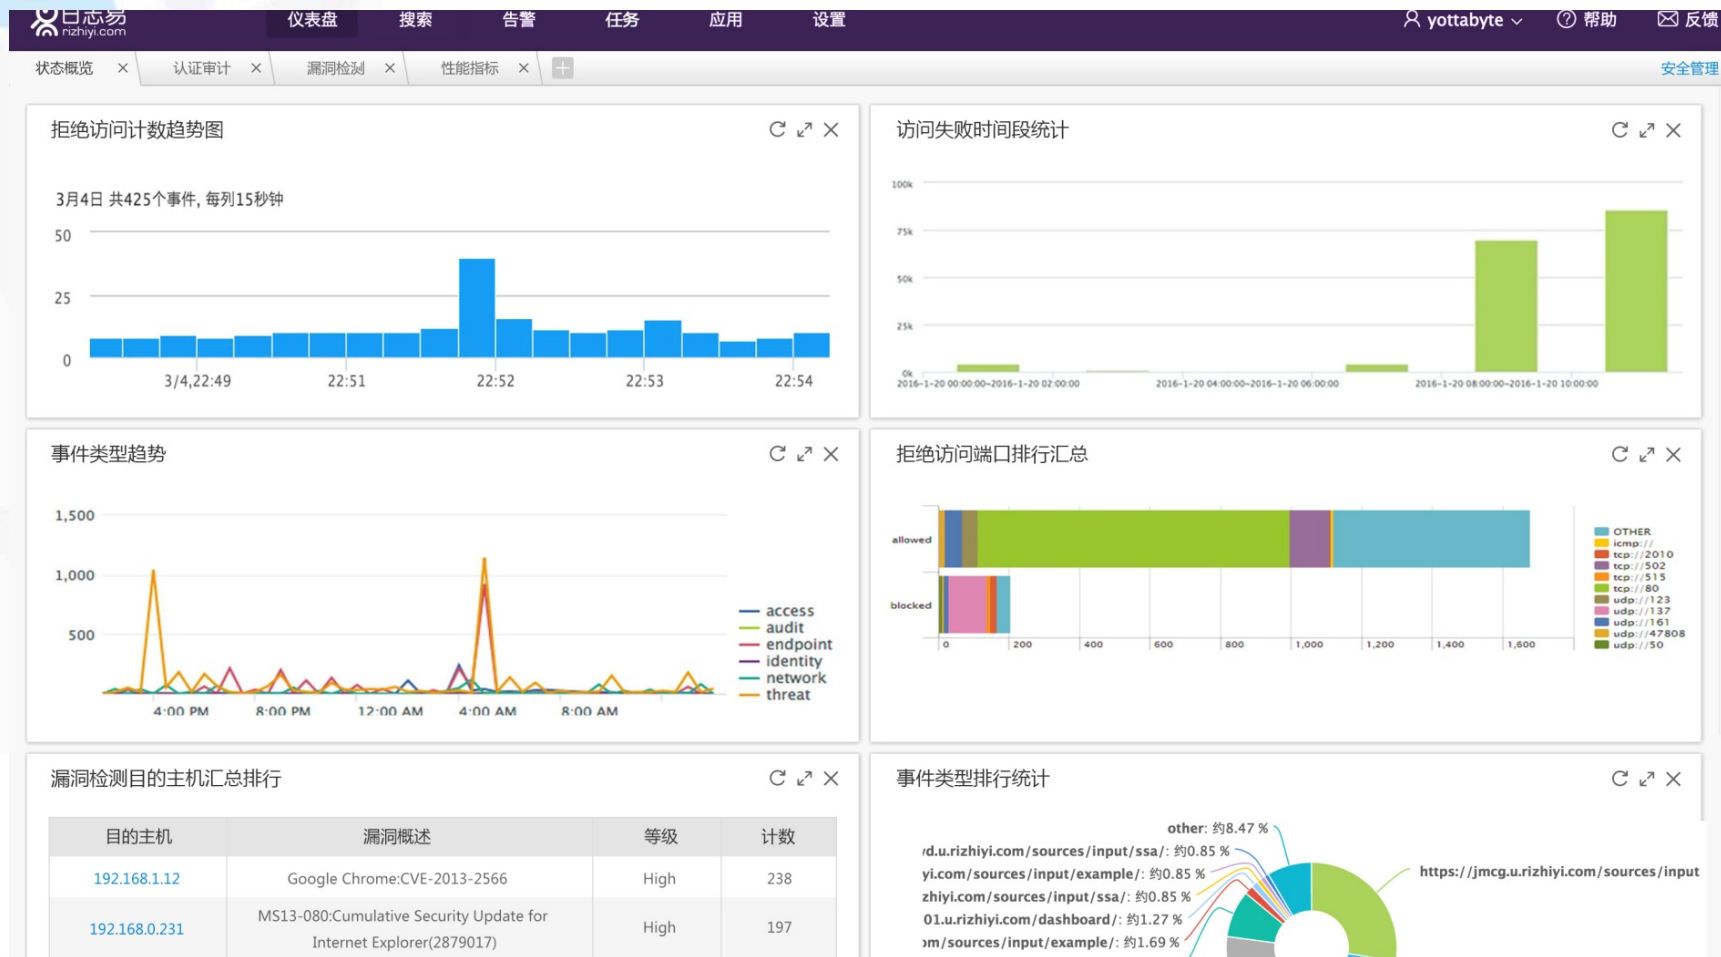 日志易
rizhiyi.com
仪表盘 搜索 告警 任务 应用 设置
yottabyte 帮助 反馈
状态概览 认证审计 漏洞检测 性能指标
安全管理
拒绝访问计数趋势图
3月4日 共425个事件, 每列15秒钟
50
25
0
3/4,22:49 22:51 22:52 22:53 22:54
访问失败时间段统计
100k
75k
50k
25k
0k
2016-1-20 00:00:00~2016-1-20 02:00:00 2016-1-20 04:00:00~2016-1-20 06:00:00 2016-1-20 08:00:00~2016-1-20 10:00:00
事件类型趋势
1,500
1,000
500
4:00 PM 8:00 PM 12:00 AM 4:00 AM 8:00 AM
access
audit
endpoint
identity
network
threat
拒绝访问端口排行汇总
allowed
blocked
0 200 400 600 800 1,000 1,200 1,400 1,600
OTHER
icmp://
tcp://2010
tcp://502
tcp://515
tcp://80
udp://123
udp://137
udp://161
udp://47808
udp://50
漏洞检测目的主机汇总排行
目的主机 漏洞概述 等级 计数
192.168.1.12 Google Chrome:CVE-2013-2566 High 238
192.168.0.231 MS13-080:Cumulative Security Update for
Internet Explorer(2879017) High 197
事件类型排行统计
other: 约8.47 %
d.u.rizhiyi.com/sources/input/ssa/: 约0.85 %
yi.com/sources/input/example/: 约0.85 %
zhiyi.com/sources/input/ssa/: 约0.85 %
01.u.rizhiyi.com/dashboard/: 约1.27 %
m/sources/input/example/: 约1.69 %
https://jmcg.u.rizhiyi.com/sources/input